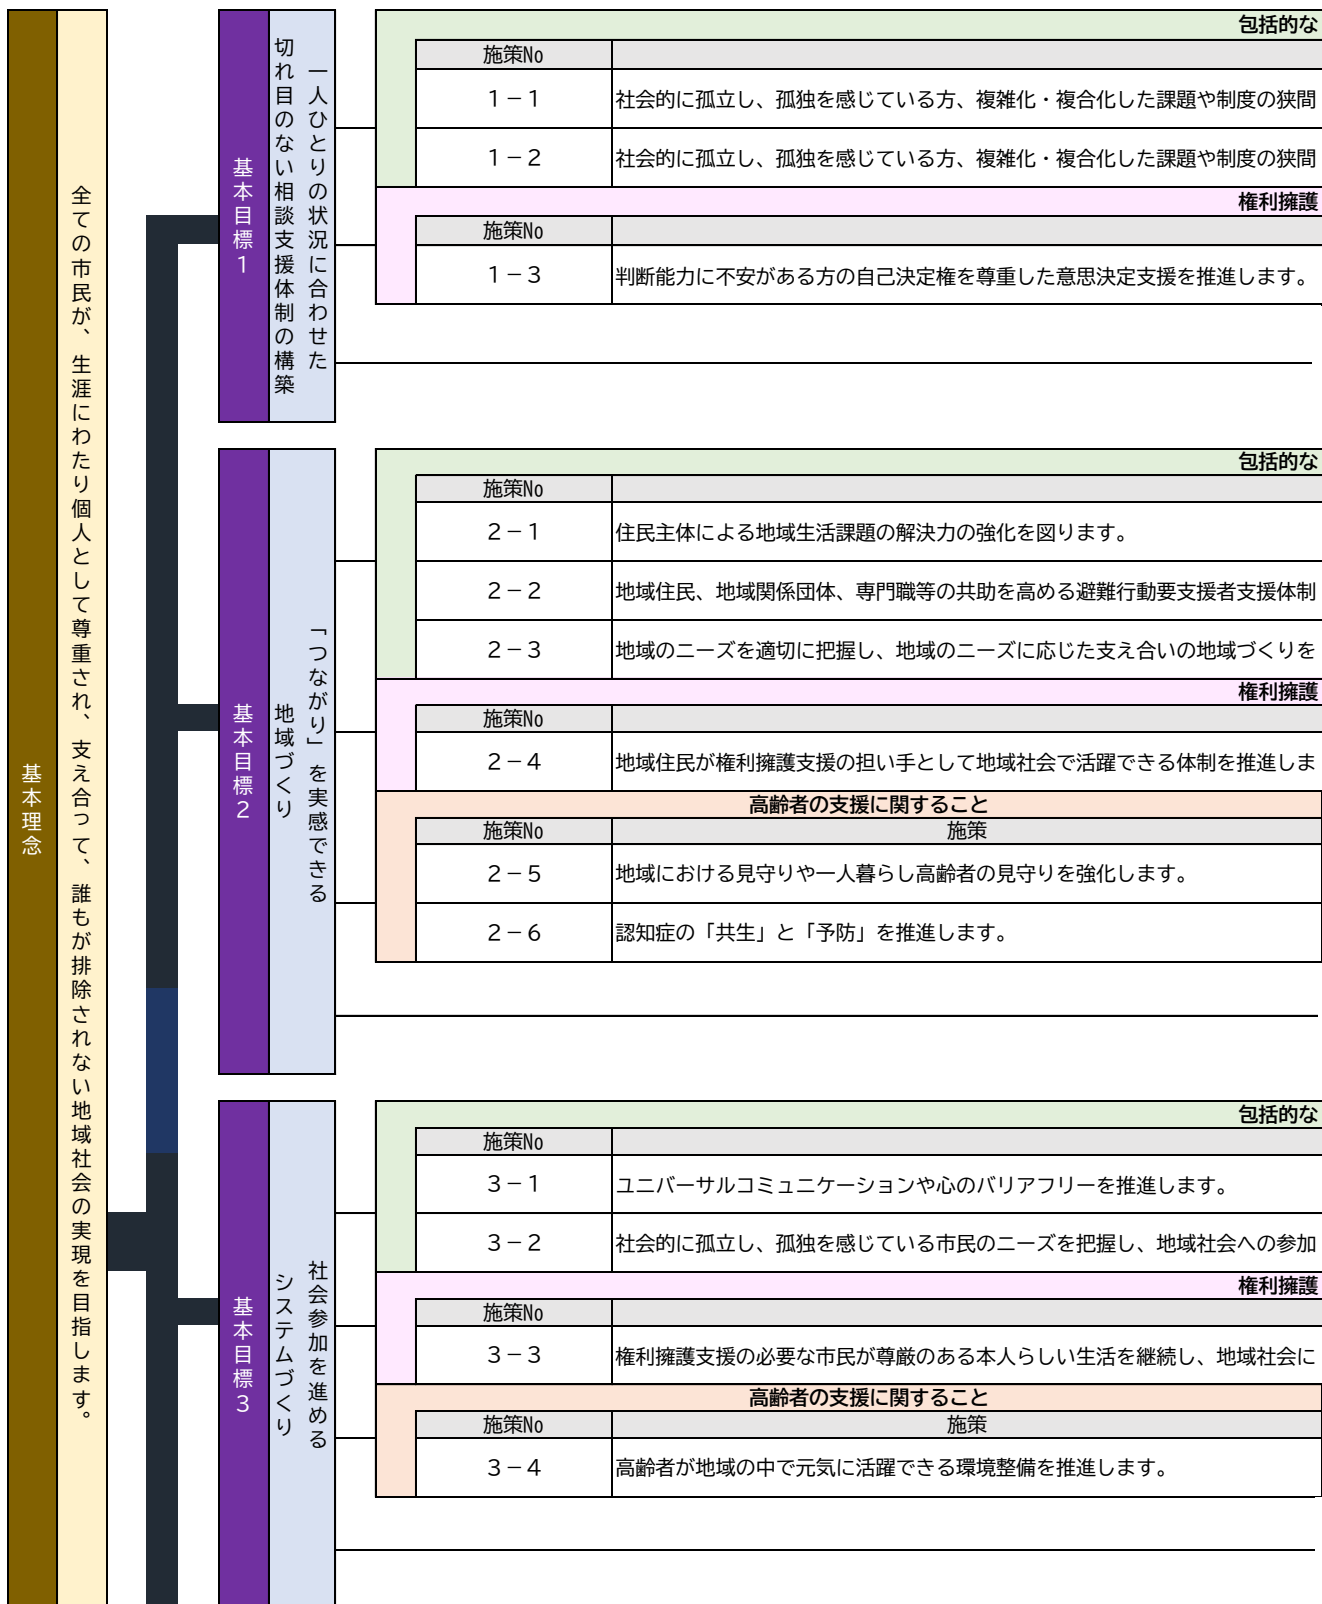 基本理念
全ての市民が、生涯にわたり個人として尊重され、支え合って、誰もが排除されない地域社会の実現を目指します。
基本目標1
一人ひとりの状況に合わせた
切れ目のない相談支援体制の構築
包括的な
施策No
1－1
社会的に孤立し、孤独を感じている方、複雑化・複合化した課題や制度の狭間
1－2
社会的に孤立し、孤独を感じている方、複雑化・複合化した課題や制度の狭間
権利擁護
施策No
1－3
判断能力に不安がある方の自己決定権を尊重した意思決定支援を推進します。
基本目標2
「つながり」を実感できる
地域づくり
包括的な
施策No
2－1
住民主体による地域生活課題の解決力の強化を図ります。
2－2
地域住民、地域関係団体、専門職等の共助を高める避難行動要支援者支援体制
2－3
地域のニーズを適切に把握し、地域のニーズに応じた支え合いの地域づくりを
権利擁護
施策No
2－4
地域住民が権利擁護支援の担い手として地域社会で活躍できる体制を推進しま
高齢者の支援に関すること
施策No 施策
2－5
地域における見守りや一人暮らし高齢者の見守りを強化します。
2－6
認知症の「共生」と「予防」を推進します。
基本目標3
社会参加を進める
システムづくり
包括的な
施策No
3－1
ユニバーサルコミュニケーションや心のバリアフリーを推進します。
3－2
社会的に孤立し、孤独を感じている市民のニーズを把握し、地域社会への参加
権利擁護
施策No
3－3
権利擁護支援の必要な市民が尊厳のある本人らしい生活を継続し、地域社会に
高齢者の支援に関すること
施策No 施策
3－4
高齢者が地域の中で元気に活躍できる環境整備を推進します。